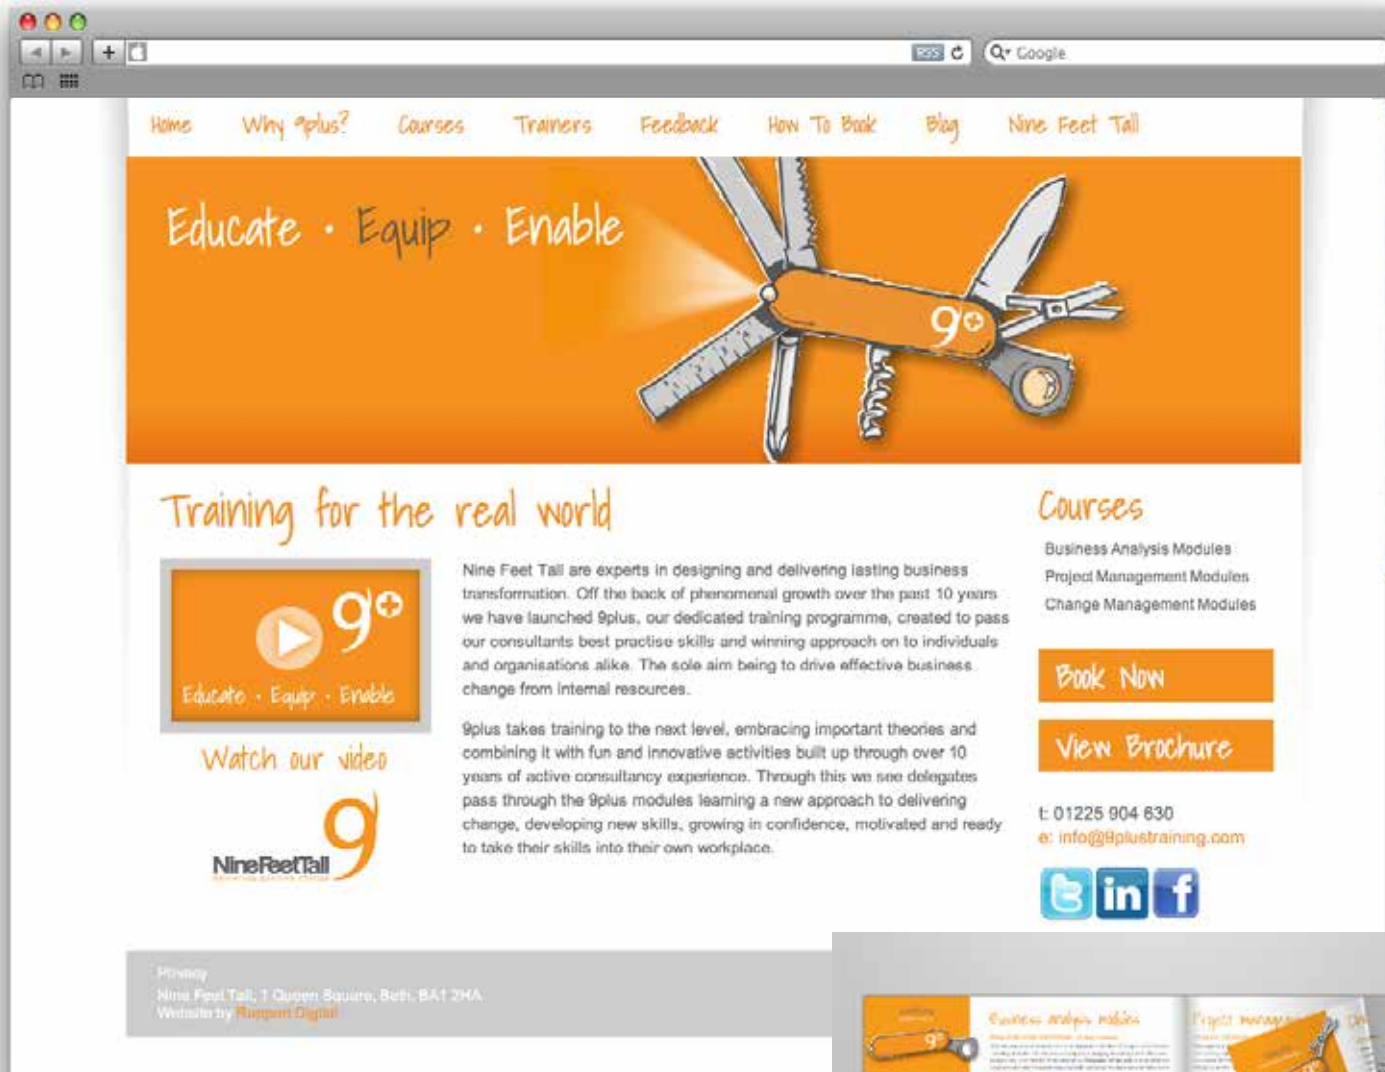 RSS
Google
Home Why 9plus? Courses Trainers Feedback How To Book Blog Nine Feet Tall
Educate · Equip · Enable
9+
Training for the real world
9+
Educate · Equip · Enable
Watch our video
9
NineFeetTall
Nine Feet Tall are experts in designing and delivering lasting business
transformation. Off the back of phenomenal growth over the past 10 years
we have launched 9plus, our dedicated training programme, created to pass
our consultants best practise skills and winning approach on to individuals
and organisations alike. The sole aim being to drive effective business
change from internal resources.
9plus takes training to the next level, embracing important theories and
combining it with fun and innovative activities built up through over 10
years of active consultancy experience. Through this we see delegates
pass through the 9plus modules learning a new approach to delivering
change, developing new skills, growing in confidence, motivated and ready
to take their skills into their own workplace.
Courses
Business Analysis Modules
Project Management Modules
Change Management Modules
Book Now
View Brochure
t: 01225 904 630
e: info@9plustraining.com
t in f
Privacy
Nine Feet Tall, 1 Queen Square, Bath, BA1 2HA
Website by Digital
Business analysis modules
Project
9+